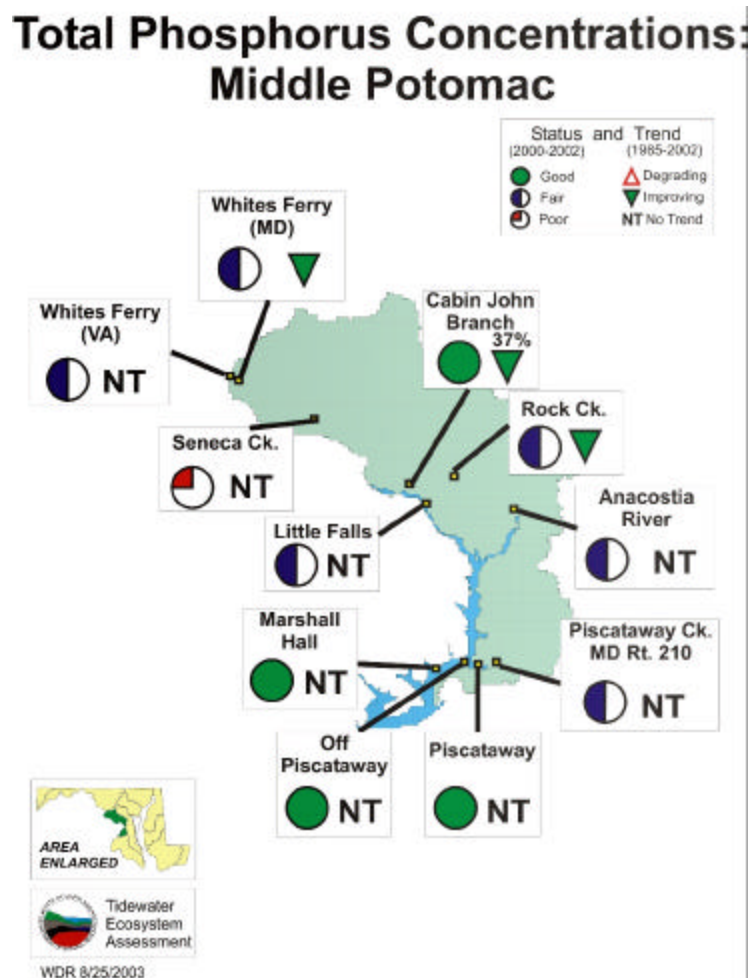 Total Phosphorus Concentrations:
Middle Potomac
Status and Trend
(2000-2002) (1985-2002)
Good Degrading
Fair Improving
Poor NT No Trend
Whites Ferry
(MD)
Whites Ferry
(VA)
NT
Cabin John
Branch
37%
Rock Ck.
Seneca Ck.
NT
Anacostia
River
NT
Little Falls
NT
Marshall
Hall
NT
Piscataway Ck.
MD Rt. 210
NT
Off
Piscataway
NT
Piscataway
NT
AREA
ENLARGED
Tidewater
Ecosystem
Assessment
WDR 8/25/2003